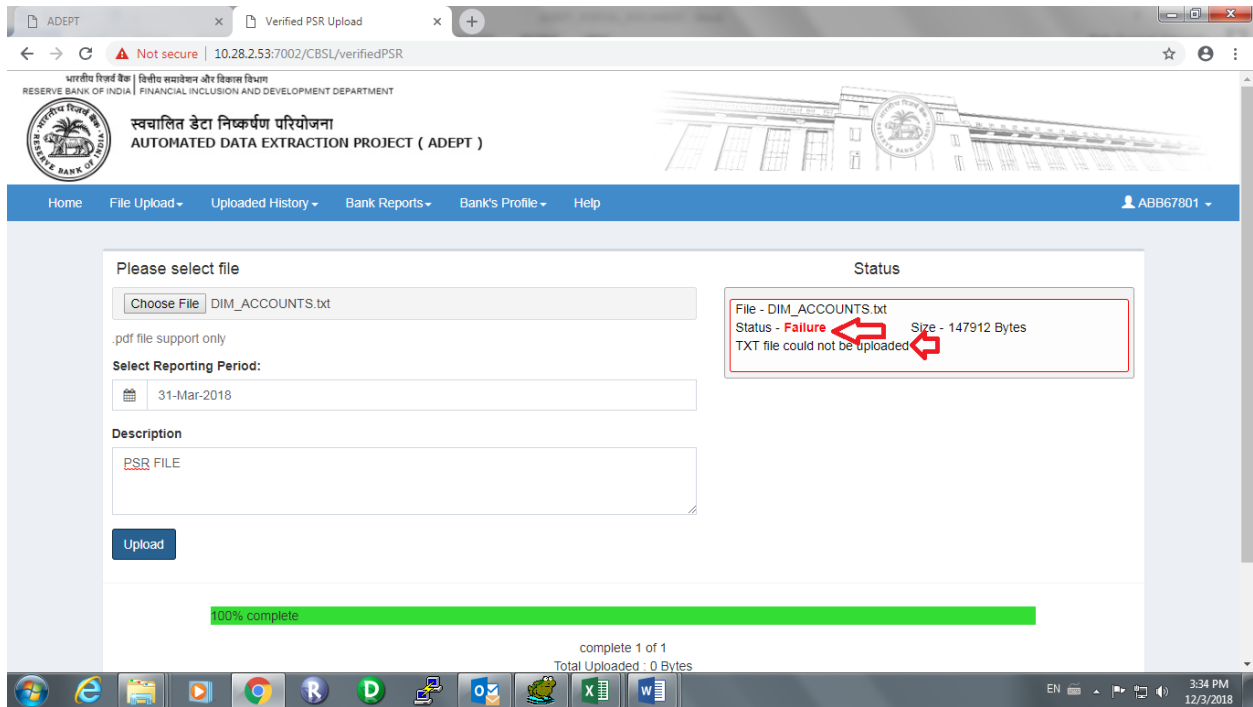 ADEPT
Verified PSR Upload
Not secure | 10.28.2.53:7002/CBSL/verifiedPSR
भारतीय रिज़र्व बैंक | वित्तीय समावेशन और विकास विभाग
RESERVE BANK OF INDIA | FINANCIAL INCLUSION AND DEVELOPMENT DEPARTMENT
स्वचालित डेटा निष्कर्षण परियोजना
AUTOMATED DATA EXTRACTION PROJECT ( ADEPT )
Home File Upload Uploaded History Bank Reports Bank's Profile Help ABB67801
Please select file
Choose File DIM_ACCOUNTS.txt
.pdf file support only
Select Reporting Period:
31-Mar-2018
Description
PSR FILE
Upload
Status
File - DIM_ACCOUNTS.txt
Status - Failure Size - 147912 Bytes
TXT file could not be uploaded
100% complete
complete 1 of 1
Total Uploaded : 0 Bytes
EN
3:34 PM
12/3/2018